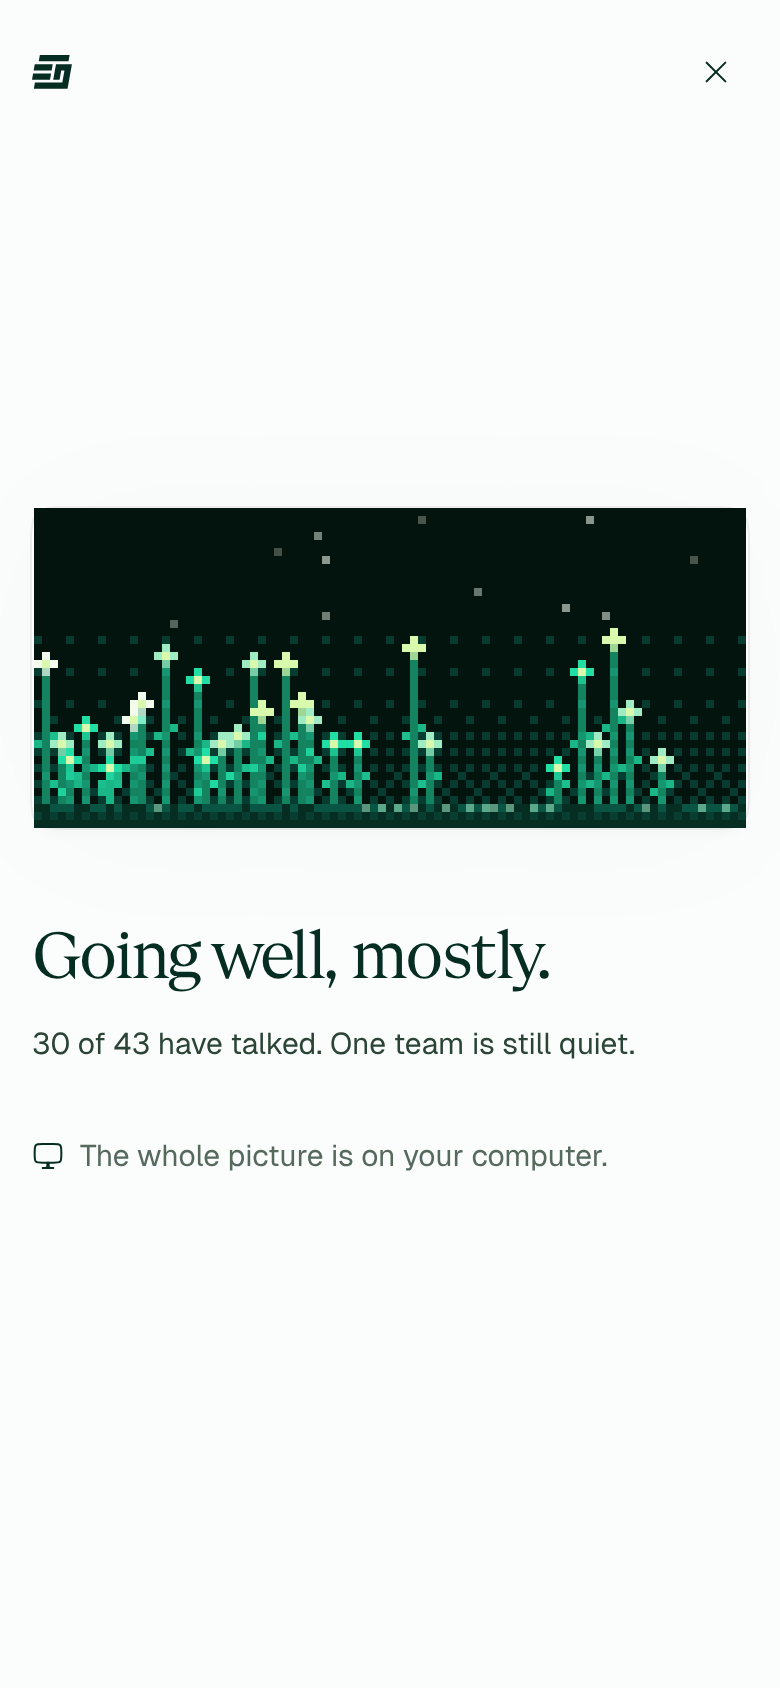 Going well, mostly.
30 of 43 have talked. One team is still quiet.
The whole picture is on your computer.